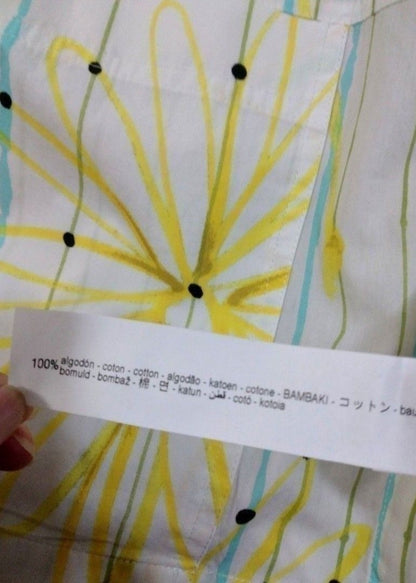 100% algodón - coton - cotton - algodão - katoen - cotone - BAMBAKI - コットン - bau
bomuld - bombaž - 棉 - 면 - katun - قطن - cotó - kotoia